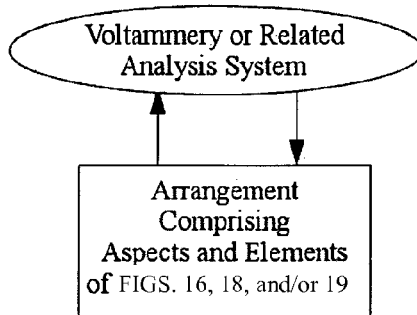 Voltammery or Related
Analysis System
Arrangement
Comprising
Aspects and Elements
of FIGS. 16, 18, and/or 19